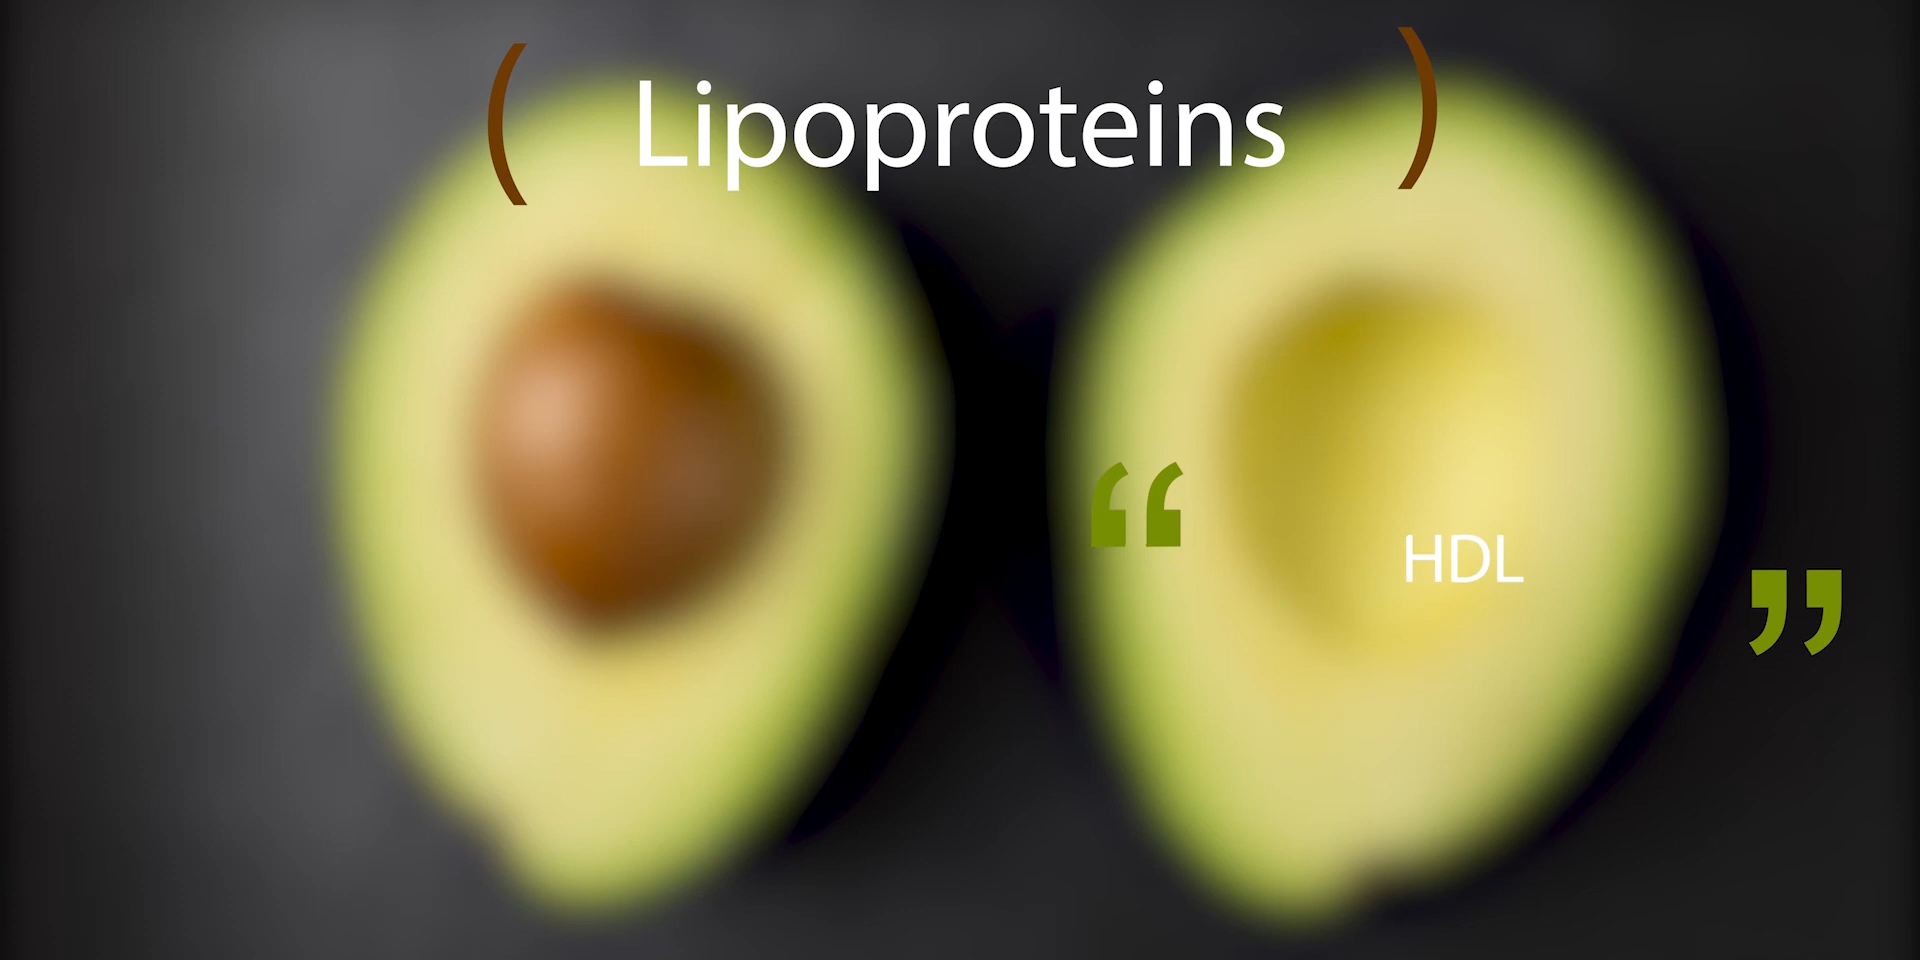 ( Lipoproteins )
“ HDL ”